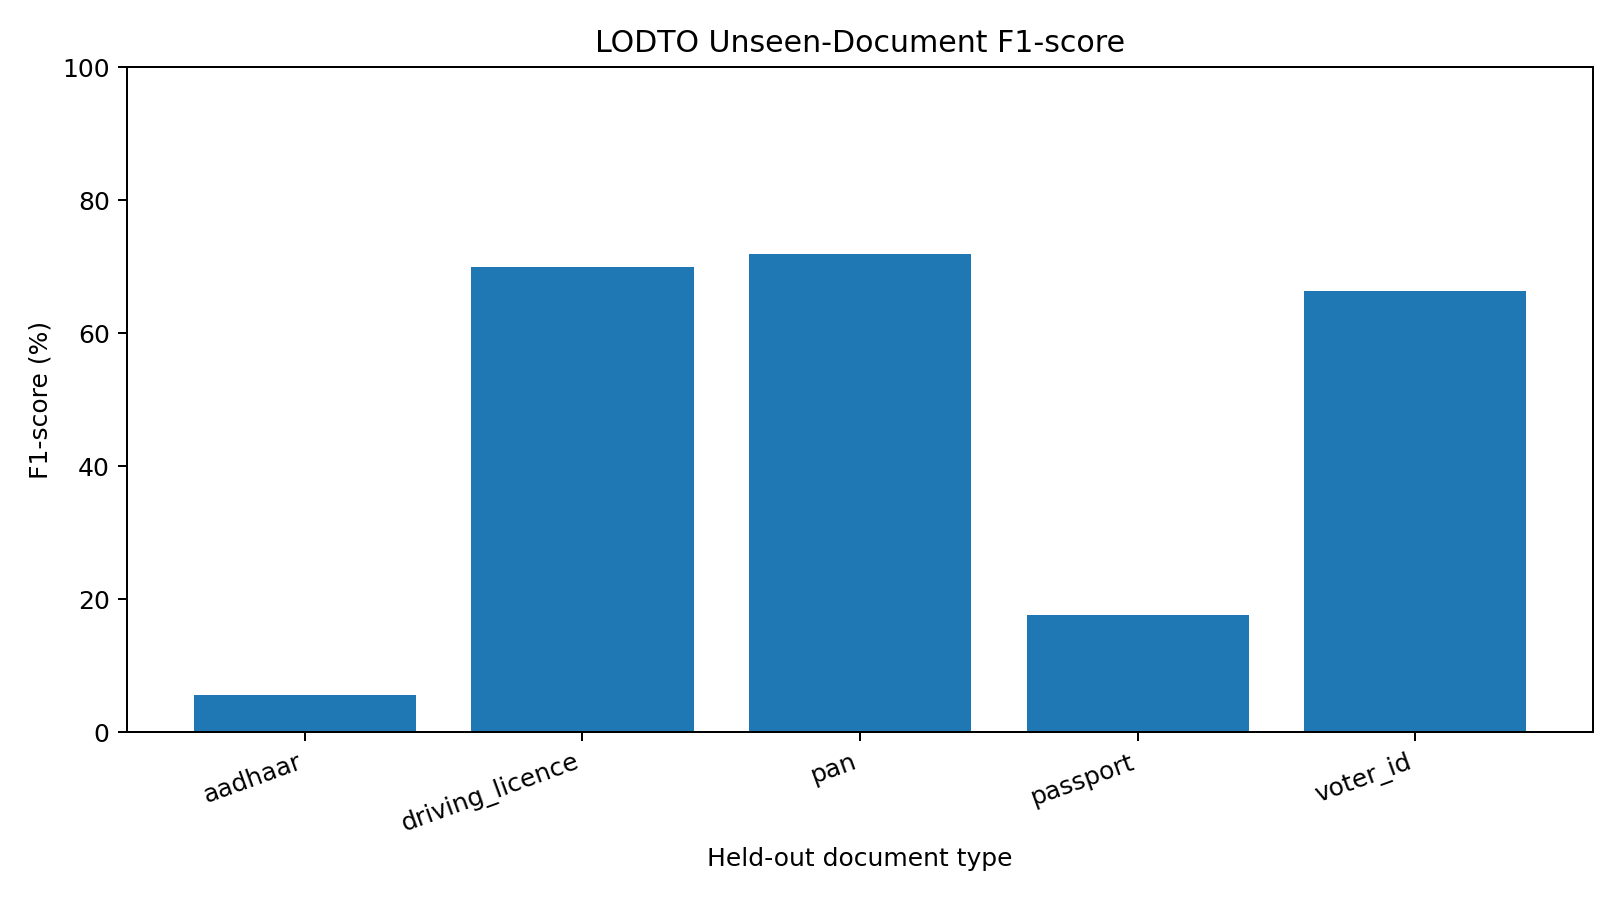 LODTO Unseen-Document F1-score
100
80
60
40
20
0
F1-score (%)
aadhaar
driving_licence
pan
passport
voter_id
Held-out document type